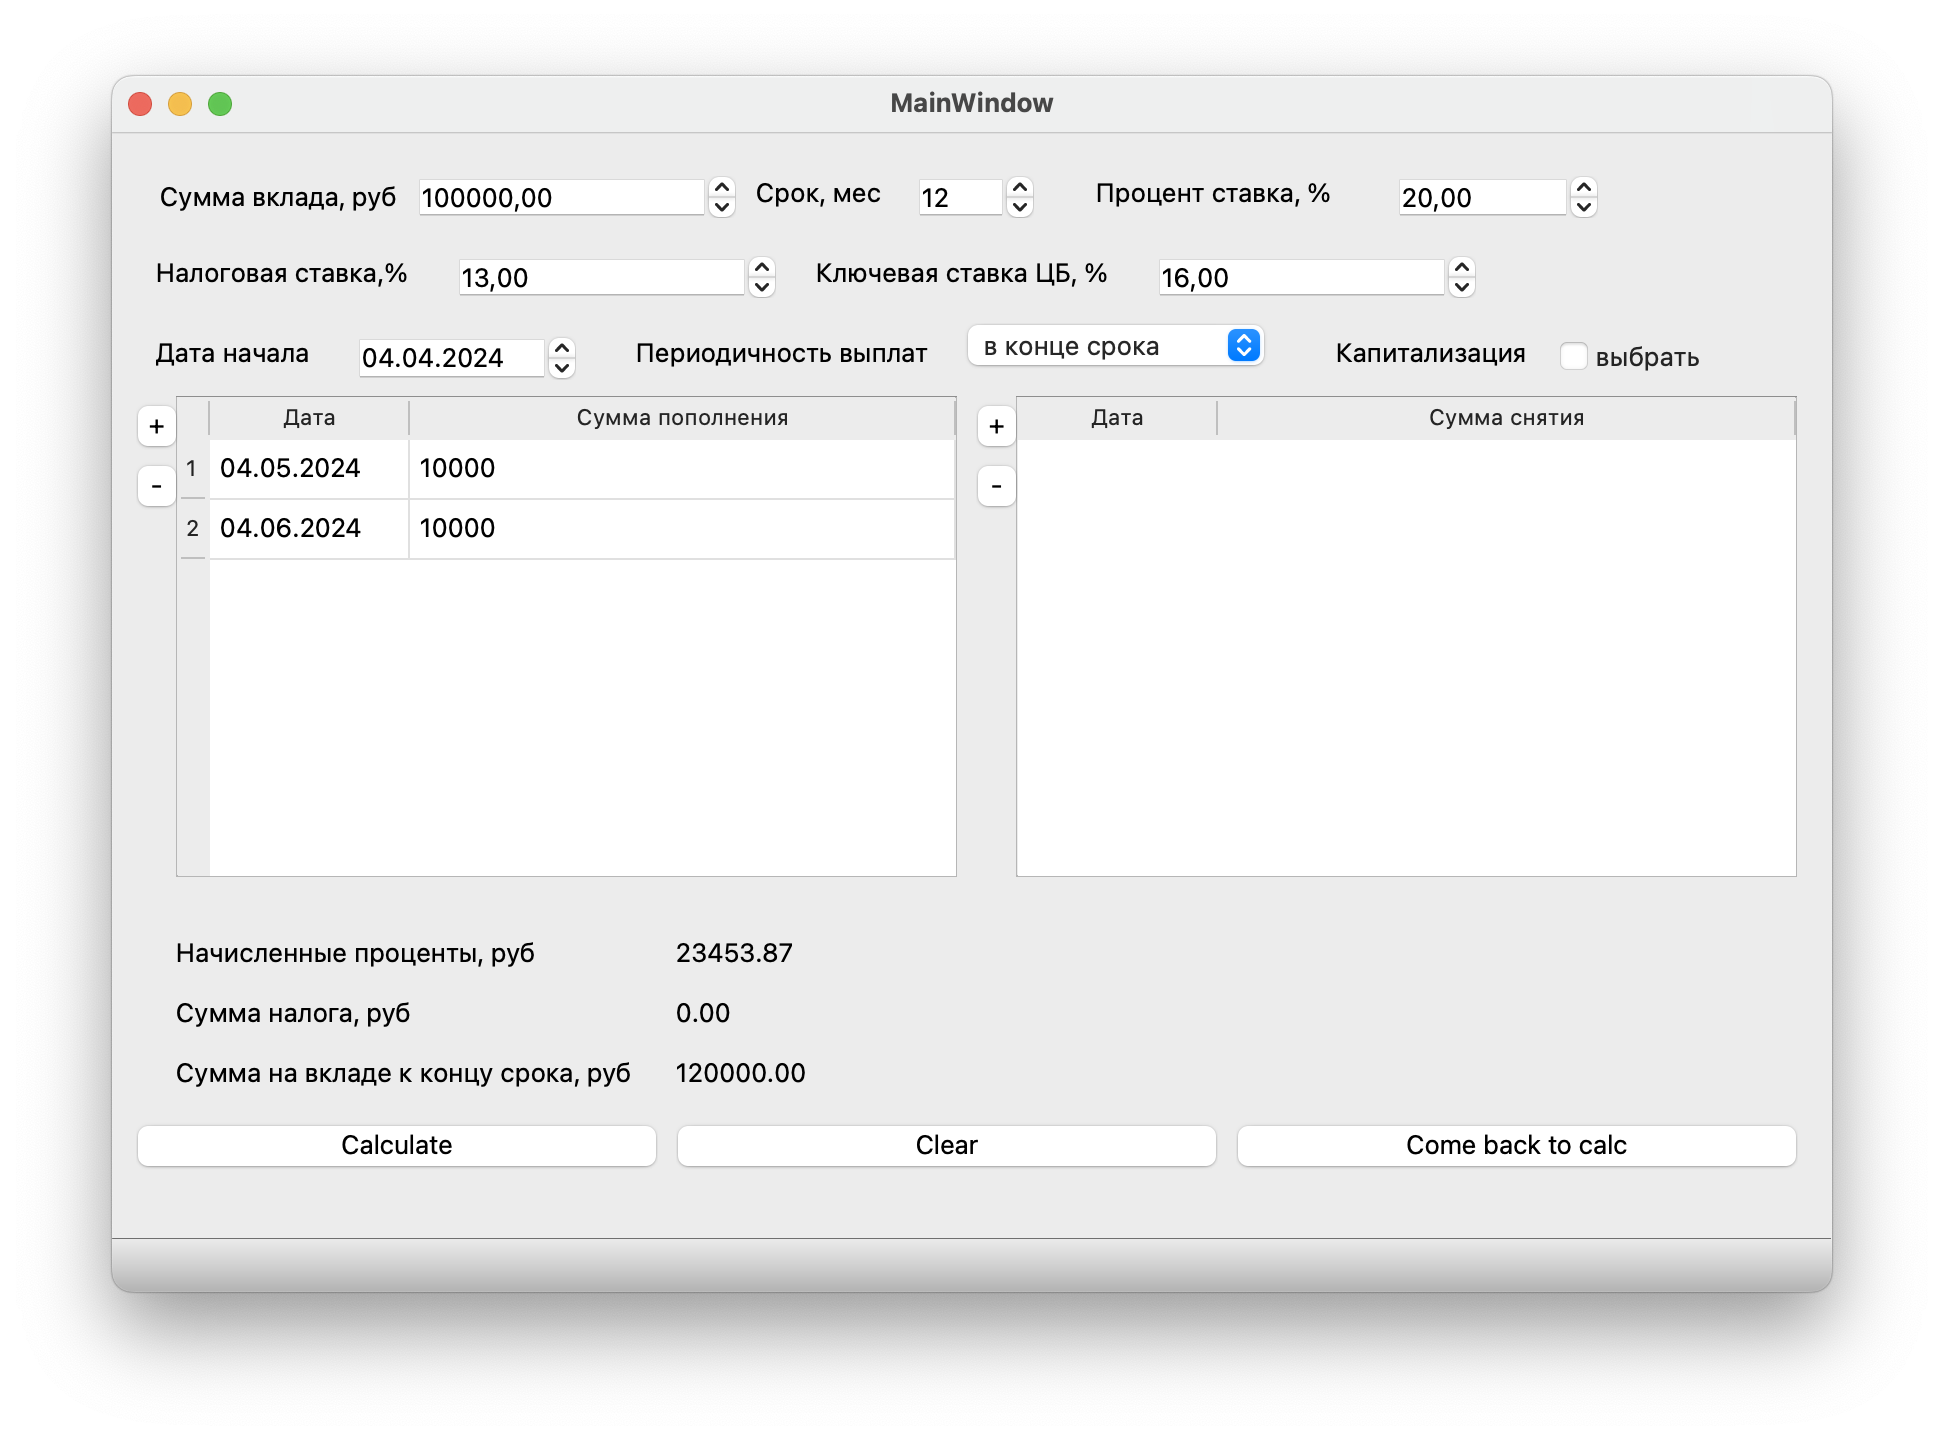 MainWindow
Сумма вклада, руб 100000,00 Срок, мес 12 Процент ставка, % 20,00
Налоговая ставка,% 13,00 Ключевая ставка ЦБ, % 16,00
Дата начала 04.04.2024 Периодичность выплат в конце срока Капитализация выбрать
+ Дата Сумма пополнения + Дата Сумма снятия
1 04.05.2024 10000
- -
2 04.06.2024 10000
Начисленные проценты, руб 23453.87
Сумма налога, руб 0.00
Сумма на вкладе к концу срока, руб 120000.00
Calculate Clear Come back to calc